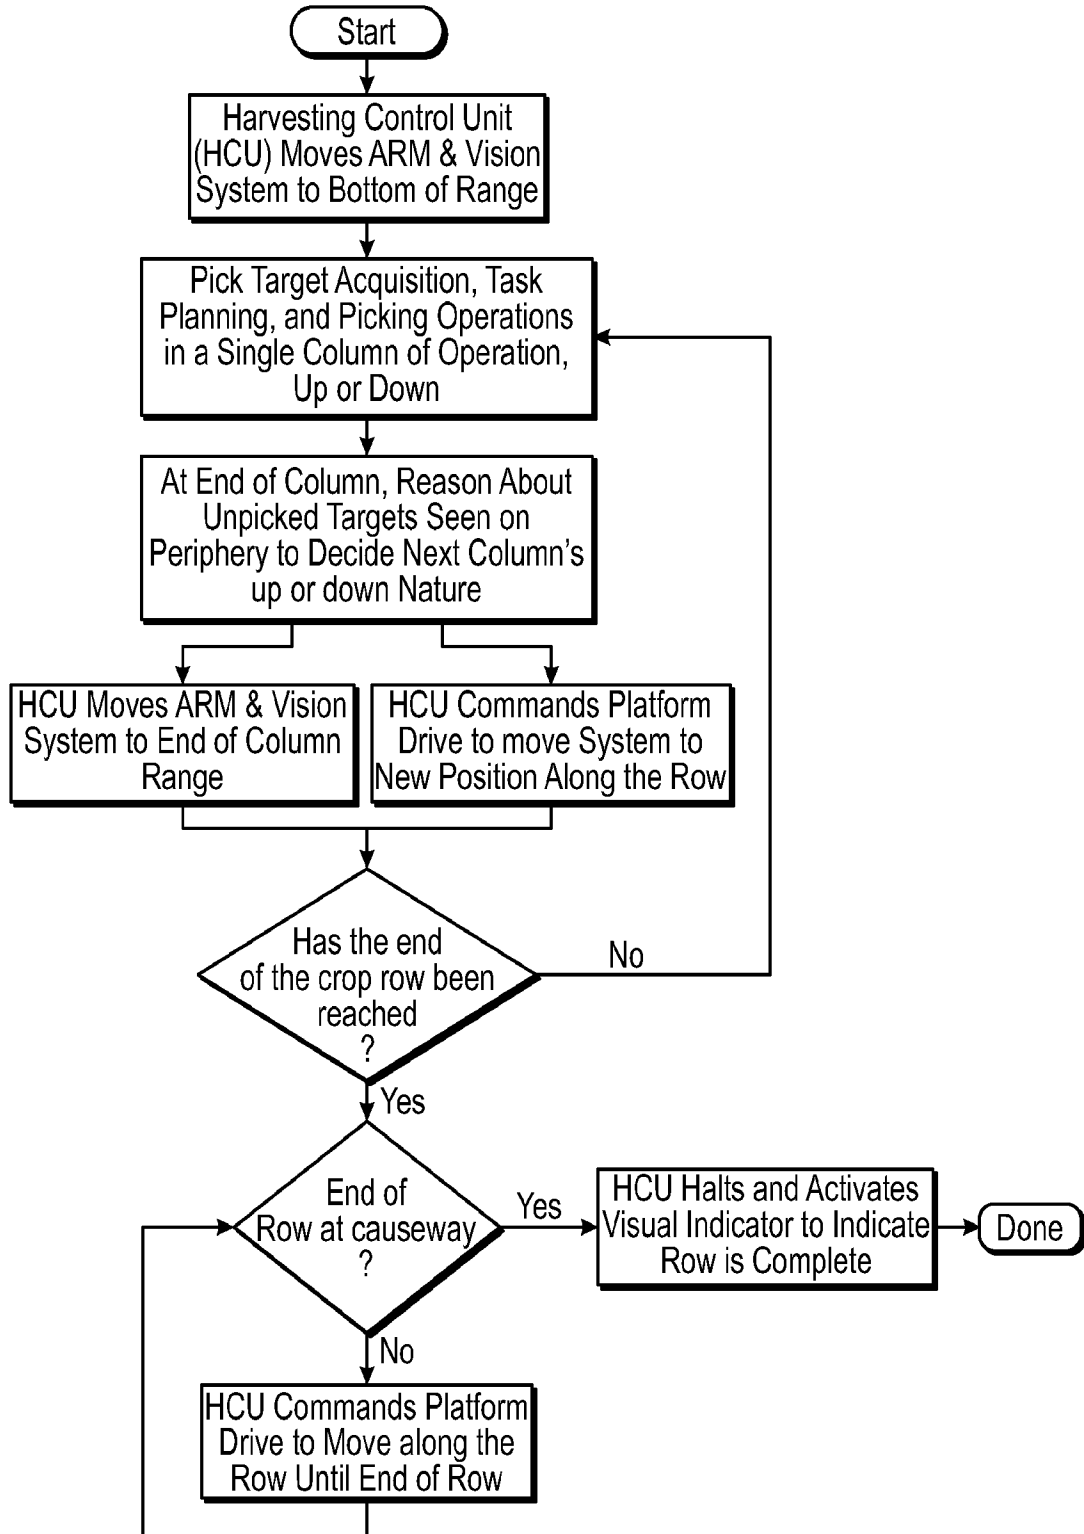 Start
Harvesting Control Unit
(HCU) Moves ARM & Vision
System to Bottom of Range
Pick Target Acquisition, Task
Planning, and Picking Operations
in a Single Column of Operation,
Up or Down
At End of Column, Reason About
Unpicked Targets Seen on
Periphery to Decide Next Column's
up or down Nature
HCU Moves ARM & Vision
System to End of Column
Range
HCU Commands Platform
Drive to move System to
New Position Along the Row
Has the end
of the crop row been
reached
?
No
Yes
End of
Row at causeway
?
Yes
HCU Halts and Activates
Visual Indicator to Indicate
Row is Complete
Done
No
HCU Commands Platform
Drive to Move along the
Row Until End of Row